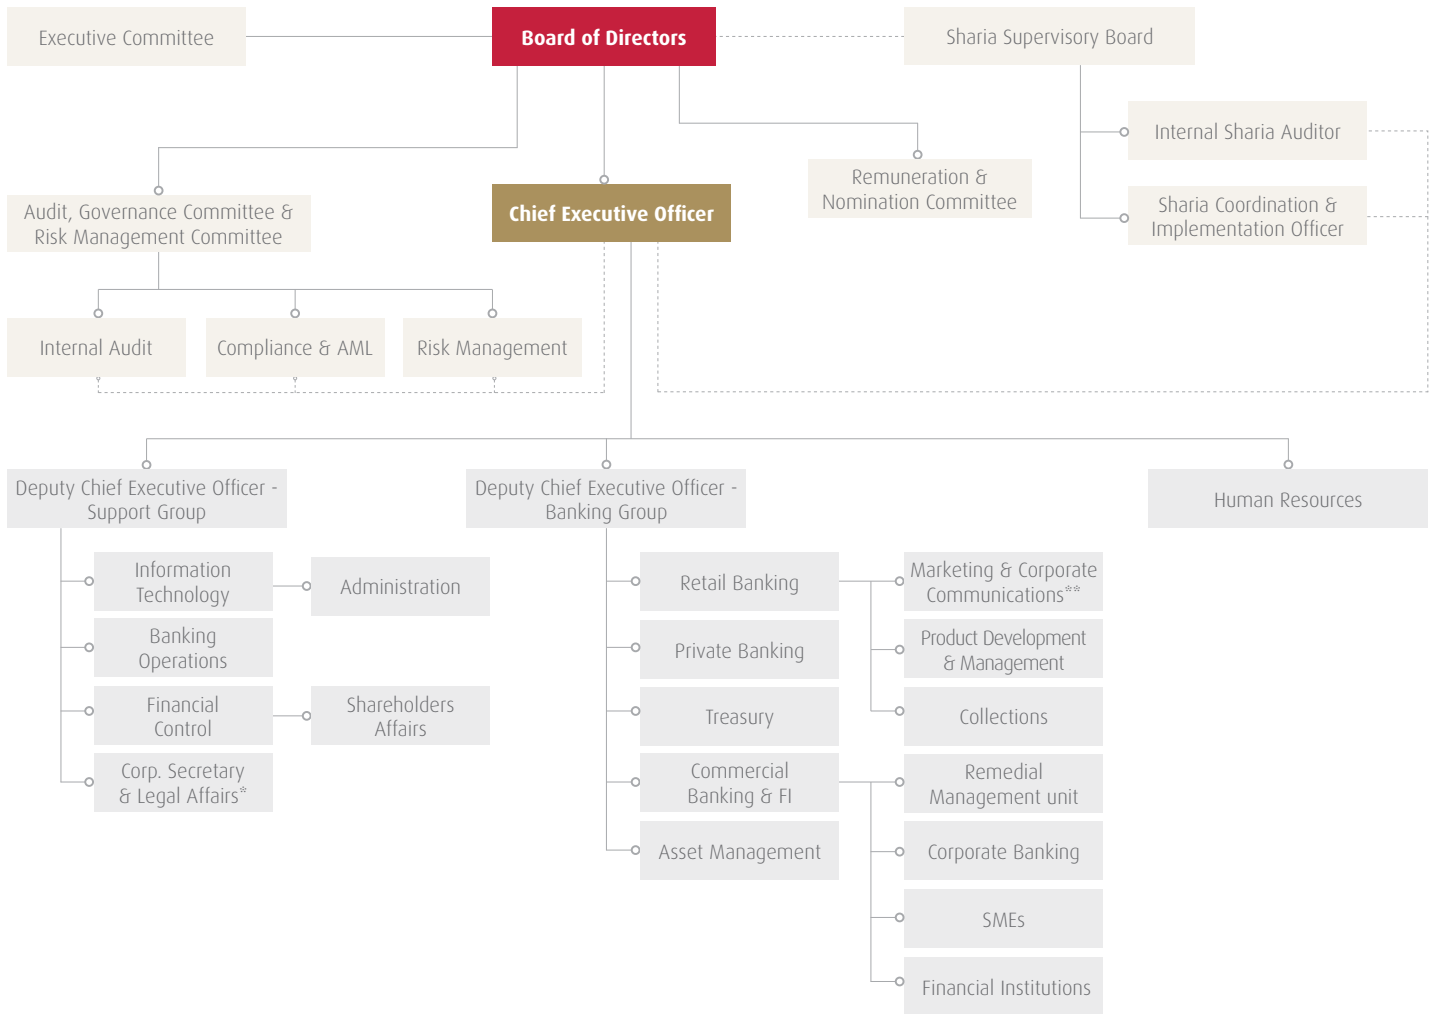 Executive Committee
Board of Directors
Sharia Supervisory Board
Internal Sharia Auditor
Remuneration &
Nomination Committee
Sharia Coordination &
Implementation Officer
Audit, Governance Committee &
Risk Management Committee
Chief Executive Officer
Internal Audit
Compliance & AML
Risk Management
Deputy Chief Executive Officer -
Support Group
Deputy Chief Executive Officer -
Banking Group
Human Resources
Information
Technology
Administration
Banking
Operations
Financial
Control
Shareholders
Affairs
Corp. Secretary
& Legal Affairs*
Retail Banking
Private Banking
Treasury
Commercial
Banking & FI
Asset Management
Marketing & Corporate
Communications**
Product Development
& Management
Collections
Remedial
Management unit
Corporate Banking
SMEs
Financial Institutions